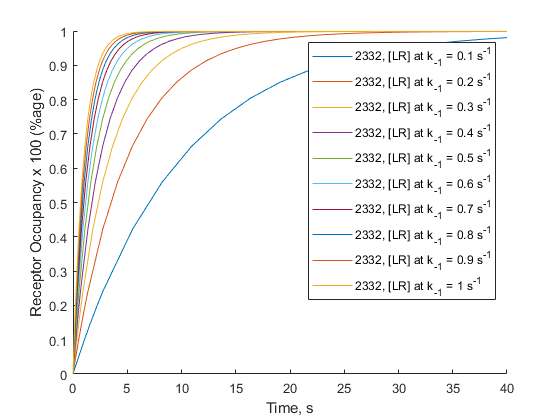 Receptor Occupancy x 100 (%age)
1
0.9
0.8
0.7
0.6
0.5
0.4
0.3
0.2
0.1
0
2332, [LR] at k-1 = 0.1 s-1
2332, [LR] at k-1 = 0.2 s-1
2332, [LR] at k-1 = 0.3 s-1
2332, [LR] at k-1 = 0.4 s-1
2332, [LR] at k-1 = 0.5 s-1
2332, [LR] at k-1 = 0.6 s-1
2332, [LR] at k-1 = 0.7 s-1
2332, [LR] at k-1 = 0.8 s-1
2332, [LR] at k-1 = 0.9 s-1
2332, [LR] at k-1 = 1 s-1
0 5 10 15 20 25 30 35 40
Time, s